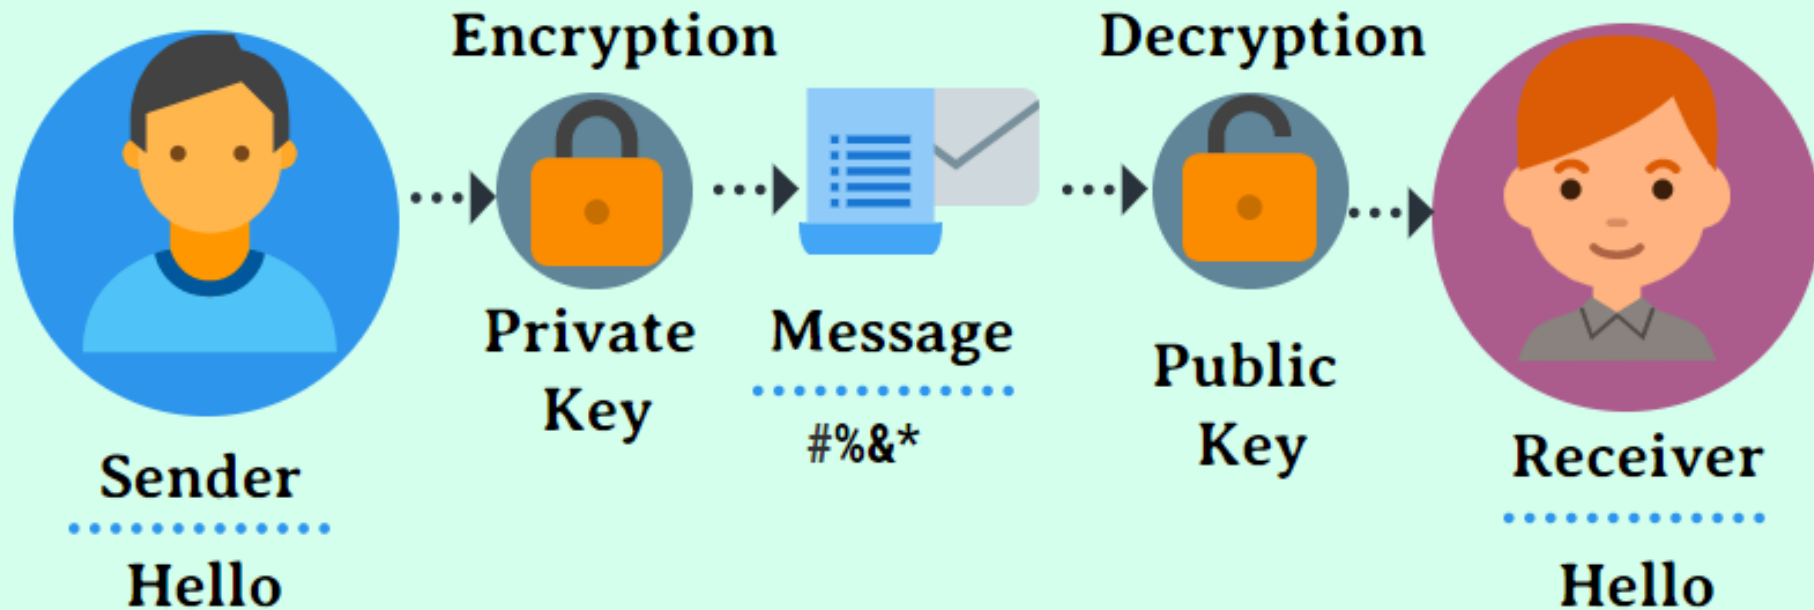 Encryption
Decryption
Private
Key
Message
#%&*
Public
Key
Sender
Hello
Receiver
Hello